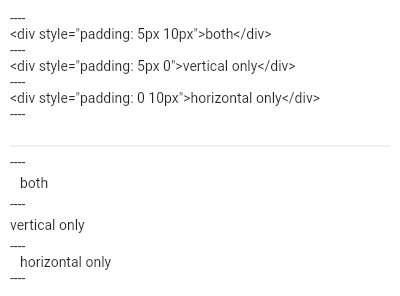 ----
<div style="padding: 5px 10px">both</div>
----
<div style="padding: 5px 0">vertical only</div>
----
<div style="padding: 0 10px">horizontal only</div>
----
----
both
----
vertical only
----
horizontal only
----